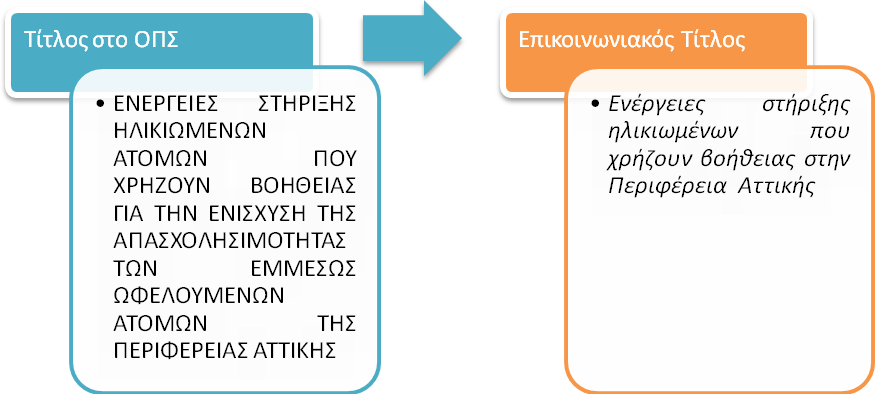 Τίτλος στο ΟΠΣ
• ΕΝΕΡΓΕΙΕΣ ΣΤΗΡΙΞΗΣ
ΗΛΙΚΙΩΜΕΝΩΝ
ΑΤΟΜΩΝ ΠΟΥ
ΧΡΗΖΟΥΝ ΒΟΗΘΕΙΑΣ
ΓΙΑ ΤΗΝ ΕΝΙΣΧΥΣΗ ΤΗΣ
ΑΠΑΣΧΟΛΗΣΙΜΟΤΗΤΑΣ
ΤΩΝ ΕΜΜΕΣΩΣ
ΩΦΕΛΟΥΜΕΝΩΝ
ΑΤΟΜΩΝ ΤΗΣ
ΠΕΡΙΦΕΡΕΙΑΣ ΑΤΤΙΚΗΣ
Επικοινωνιακός Τίτλος
• Ενέργειες στήριξης
ηλικιωμένων που
χρήζουν βοήθειας στην
Περιφέρεια Αττικής